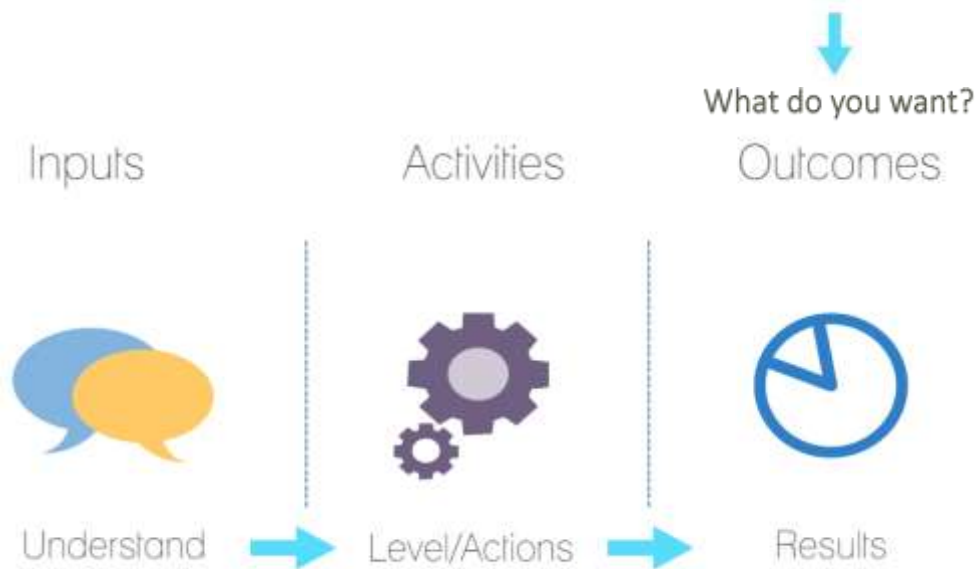 What do you want?
Inputs Activities Outcomes
Understand Level/Actions Results